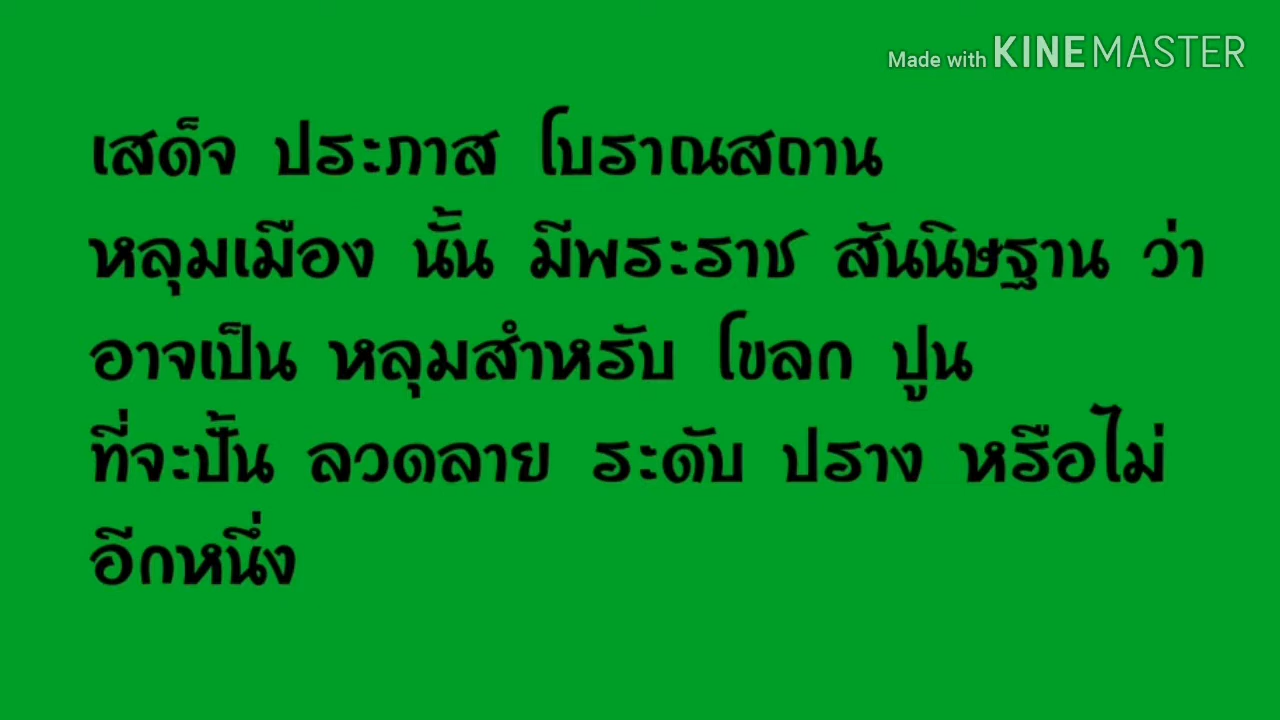 Made with KINEMASTER
เสด็จ ประภาส โบราณสถาน
หลุมเมือง นั้น มีพระราช สันนิษฐาน ว่า
อาจเป็น หลุมสำหรับ โขลก ปูน
ที่จะปั้น ลวดลาย ระดับ ปราง หรือไม่
อีกหนึ่ง